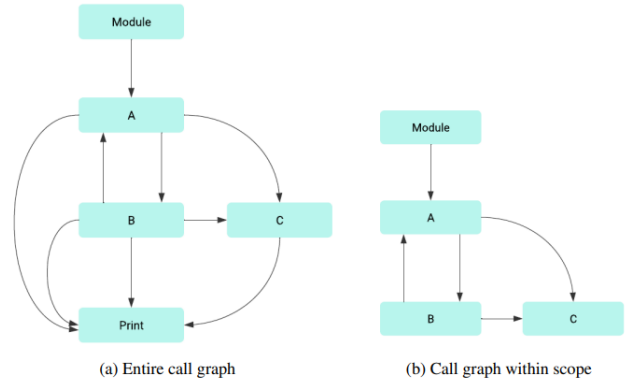 Module
A
B
C
Print
(a) Entire call graph
Module
A
B
C
(b) Call graph within scope